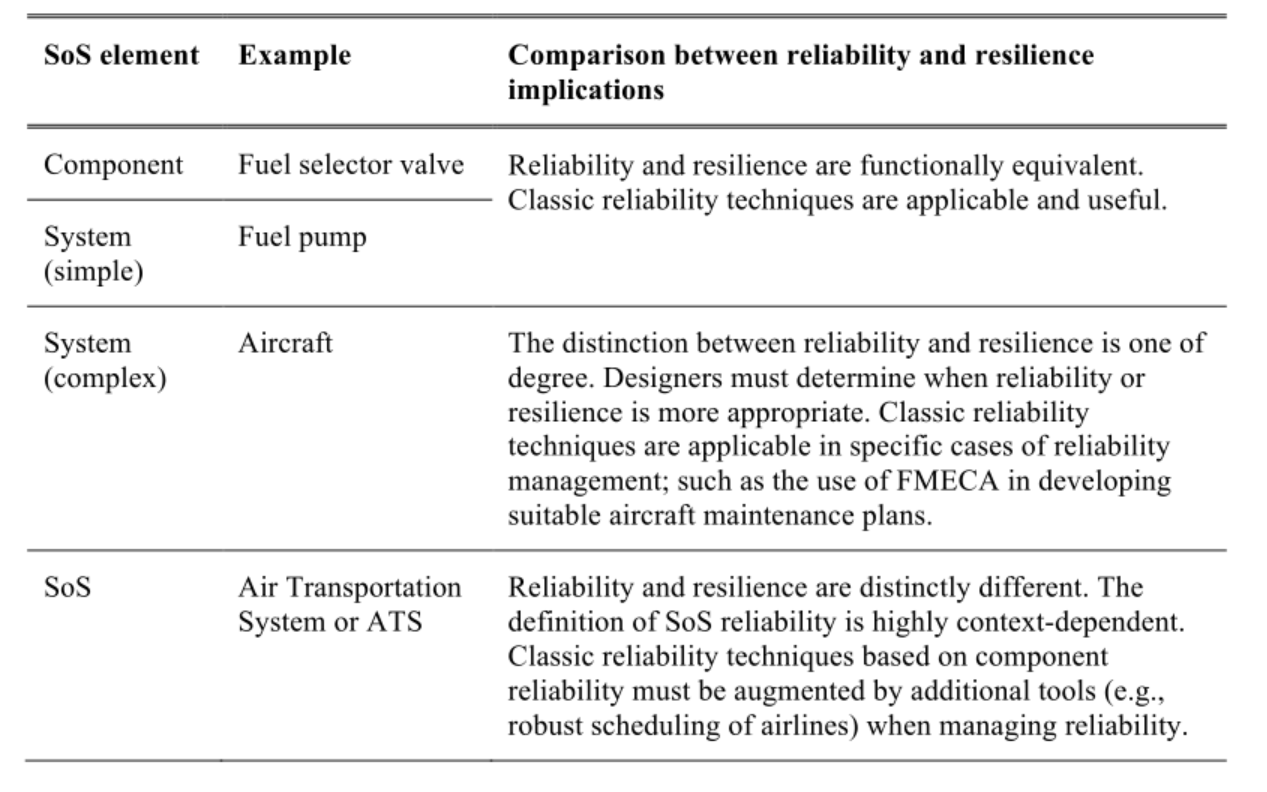 SoS element Example Comparison between reliability and resilience
implications
Component Fuel selector valve Reliability and resilience are functionally equivalent.
Classic reliability techniques are applicable and useful.
System Fuel pump
(simple)
System Aircraft The distinction between reliability and resilience is one of
(complex) degree. Designers must determine when reliability or
resilience is more appropriate. Classic reliability
techniques are applicable in specific cases of reliability
management; such as the use of FMECA in developing
suitable aircraft maintenance plans.
SoS Air Transportation Reliability and resilience are distinctly different. The
System or ATS definition of SoS reliability is highly context-dependent.
Classic reliability techniques based on component
reliability must be augmented by additional tools (e.g.,
robust scheduling of airlines) when managing reliability.